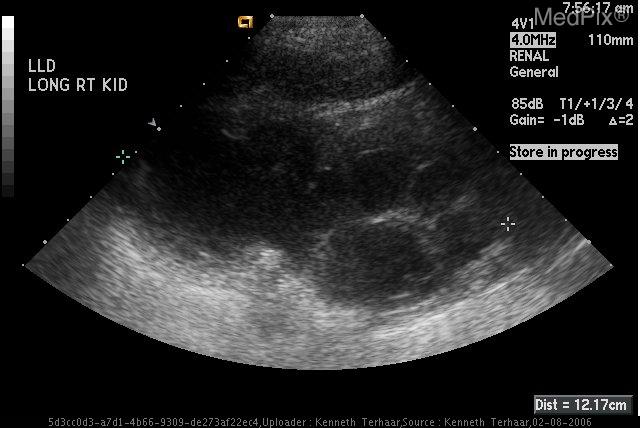 7:56:17 am
MedPix®
4V1
4.0MHz 110mm
RENAL
General
LLD
LONG RT KID
85dB T1/+1/3/4
Gain= -1dB Δ=2
Store in progress
Dist = 12.17cm
5d3cc0d3-a7d1-4b66-9309-de273af22ec4,Uploader : Kenneth Terhaar,Source : Kenneth Terhaar,02-08-2006